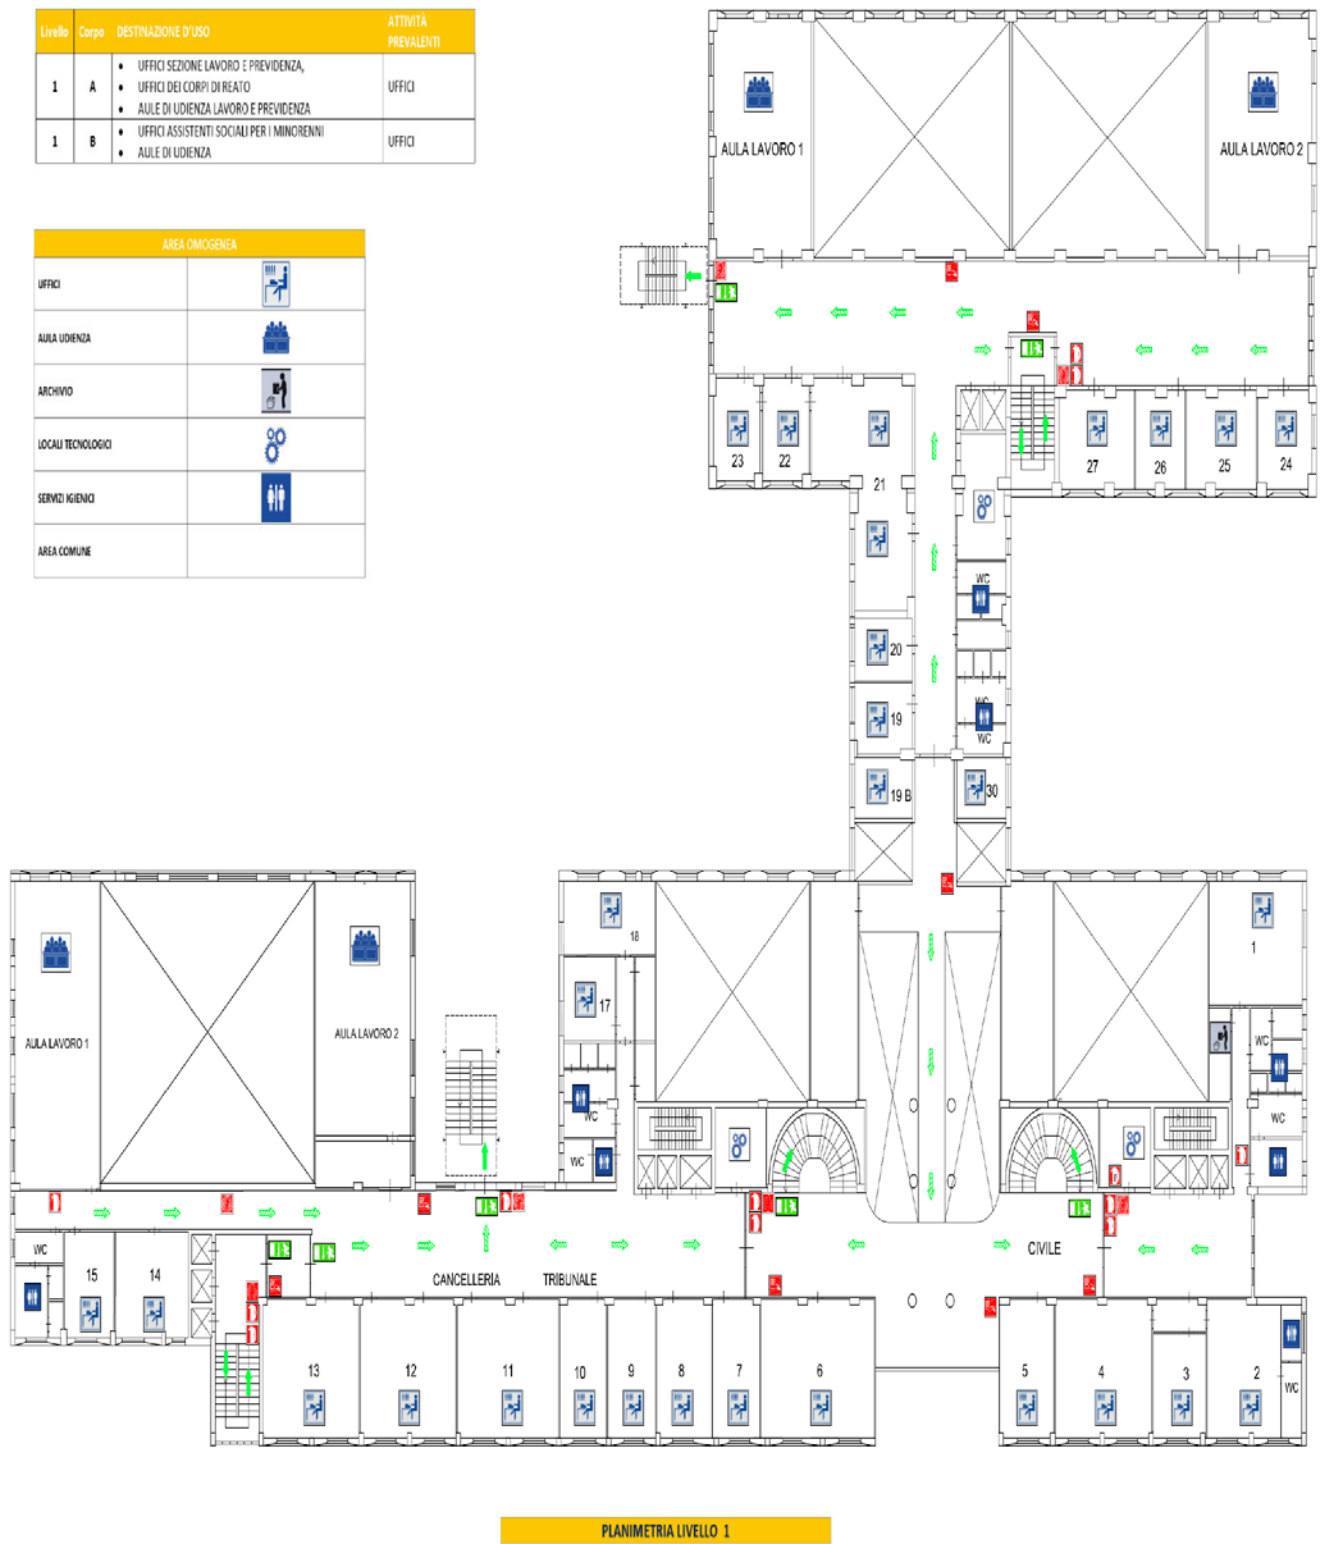 Livello Corpo DESTINAZIONE D'USO ATTIVITÀ PREVALENTI
1 A • UFFICI SEZIONE LAVORO E PREVIDENZA, UFFICI
• UFFICI DEI CORPI DI REATO
• AULE DI UDIENZA LAVORO E PREVIDENZA
1 B • UFFICI ASSISTENTI SOCIALI PER I MINORENNI UFFICI
• AULE DI UDIENZA
AREA OMOGENEA
UFFICI
AULA UDIENZA
ARCHIVIO
LOCALI TECNOLOGICI
SERVIZI IGIENICI
AREA COMUNE
AULA LAVORO 1
AULA LAVORO 2
23
22
21
27
26
25
24
WC
20
19
WC
WC
19 B
30
18
1
17
AULA LAVORO 1
AULA LAVORO 2
WC
WC
WC
WC
WC
15
14
CANCELLERIA TRIBUNALE
CIVILE
13
12
11
10
9
8
7
6
5
4
3
2
WC
PLANIMETRIA LIVELLO 1